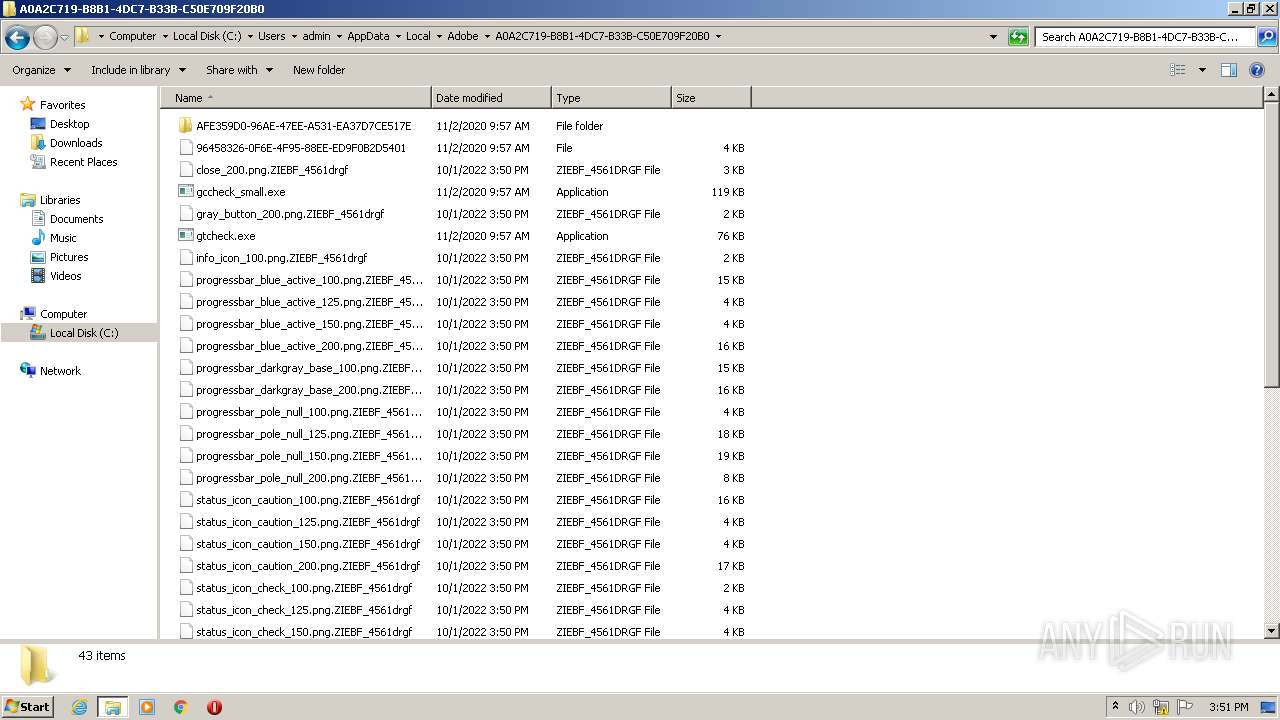 A0A2C719-B8B1-4DC7-B33B-C50E709F20B0
Computer Local Disk (C:) Users admin AppData Local Adobe A0A2C719-B8B1-4DC7-B33B-C50E709F20B0 Search A0A2C719-B8B1-4DC7-B33B-C...
Organize Include in library Share with New folder
Favorites
Desktop
Downloads
Recent Places
Libraries
Documents
Music
Pictures
Videos
Computer
Local Disk (C:)
Network
Name Date modified Type Size
AFE359D0-96AE-47EE-A531-EA37D7CE517E 11/2/2020 9:57 AM File folder
96458326-0F6E-4F95-88EE-ED9F0B2D5401 11/2/2020 9:57 AM File 4 KB
close_200.png.ZIEBF_4561drgf 10/1/2022 3:50 PM ZIEBF_4561DRGF File 3 KB
gccheck_small.exe 11/2/2020 9:57 AM Application 119 KB
gray_button_200.png.ZIEBF_4561drgf 10/1/2022 3:50 PM ZIEBF_4561DRGF File 2 KB
gtcheck.exe 11/2/2020 9:57 AM Application 76 KB
info_icon_100.png.ZIEBF_4561drgf 10/1/2022 3:50 PM ZIEBF_4561DRGF File 2 KB
progressbar_blue_active_100.png.ZIEBF_45... 10/1/2022 3:50 PM ZIEBF_4561DRGF File 15 KB
progressbar_blue_active_125.png.ZIEBF_45... 10/1/2022 3:50 PM ZIEBF_4561DRGF File 4 KB
progressbar_blue_active_150.png.ZIEBF_45... 10/1/2022 3:50 PM ZIEBF_4561DRGF File 4 KB
progressbar_blue_active_200.png.ZIEBF_45... 10/1/2022 3:50 PM ZIEBF_4561DRGF File 16 KB
progressbar_darkgray_base_100.png.ZIEBF... 10/1/2022 3:50 PM ZIEBF_4561DRGF File 15 KB
progressbar_darkgray_base_200.png.ZIEBF... 10/1/2022 3:50 PM ZIEBF_4561DRGF File 16 KB
progressbar_pole_null_100.png.ZIEBF_4561... 10/1/2022 3:50 PM ZIEBF_4561DRGF File 4 KB
progressbar_pole_null_125.png.ZIEBF_4561... 10/1/2022 3:50 PM ZIEBF_4561DRGF File 18 KB
progressbar_pole_null_150.png.ZIEBF_4561... 10/1/2022 3:50 PM ZIEBF_4561DRGF File 19 KB
progressbar_pole_null_200.png.ZIEBF_4561... 10/1/2022 3:50 PM ZIEBF_4561DRGF File 8 KB
status_icon_caution_100.png.ZIEBF_4561drgf 10/1/2022 3:50 PM ZIEBF_4561DRGF File 16 KB
status_icon_caution_125.png.ZIEBF_4561drgf 10/1/2022 3:50 PM ZIEBF_4561DRGF File 4 KB
status_icon_caution_150.png.ZIEBF_4561drgf 10/1/2022 3:50 PM ZIEBF_4561DRGF File 4 KB
status_icon_caution_200.png.ZIEBF_4561drgf 10/1/2022 3:50 PM ZIEBF_4561DRGF File 17 KB
status_icon_check_100.png.ZIEBF_4561drgf 10/1/2022 3:50 PM ZIEBF_4561DRGF File 2 KB
status_icon_check_125.png.ZIEBF_4561drgf 10/1/2022 3:50 PM ZIEBF_4561DRGF File 4 KB
status_icon_check_150.png.ZIEBF_4561drgf 10/1/2022 3:50 PM ZIEBF_4561DRGF File 4 KB
ANY RUN
43 items
Start 3:51 PM